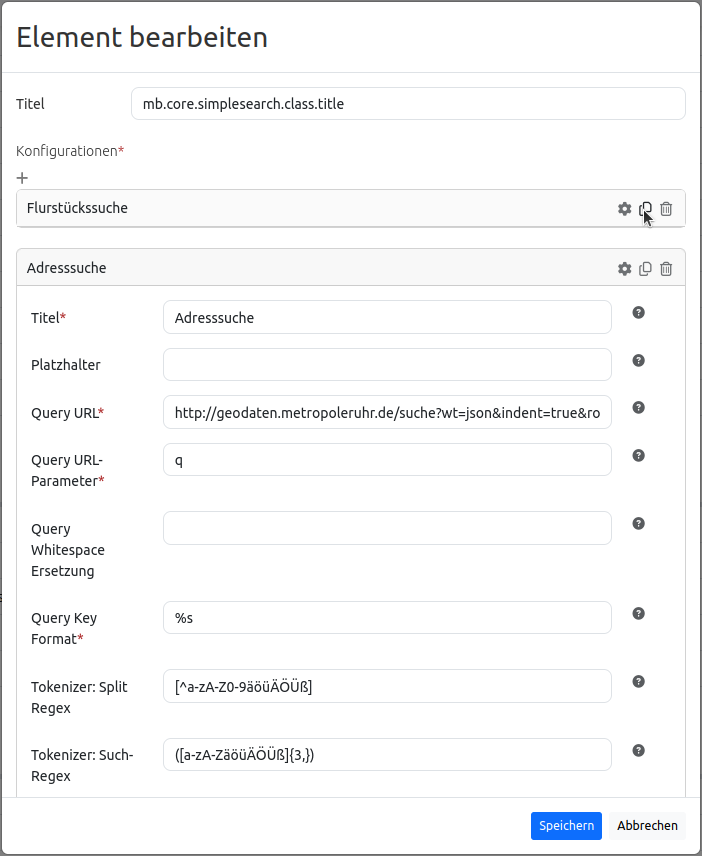 Element bearbeiten
Titel
mb.core.simplesearch.class.title
Konfigurationen*
+
Flurstückssuche
Adresssuche
Titel*
Adresssuche
Platzhalter
Query URL*
http://geodaten.metropoleruhr.de/suche?wt=json&indent=true&ro
Query URL-
Parameter*
q
Query
Whitespace
Ersetzung
Query Key
Format*
%s
Tokenizer: Split
Regex
[^a-zA-Z0-9äöüÄÖÜß]
Tokenizer: Such-
Regex
([a-zA-ZäöüÄÖÜß]{3,})
Speichern
Abbrechen